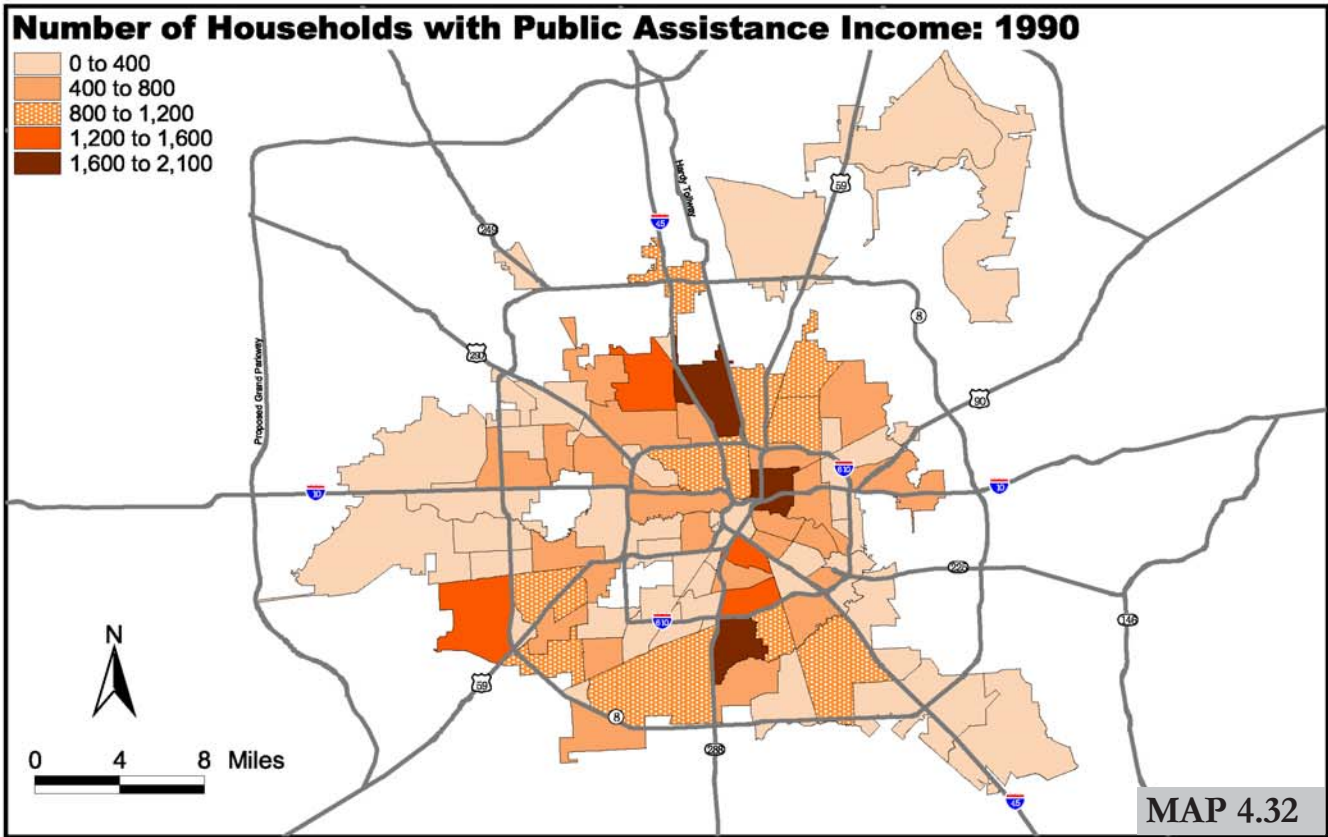 Number of Households with Public Assistance Income: 1990
0 to 400
400 to 800
800 to 1,200
1,200 to 1,600
1,600 to 2,100
Hardy Tollway
59
45
249
8
290
Proposed Grand Parkway
90
610
10
10
225
146
N
610
59
8
288
0 4 8 Miles
45
MAP 4.32